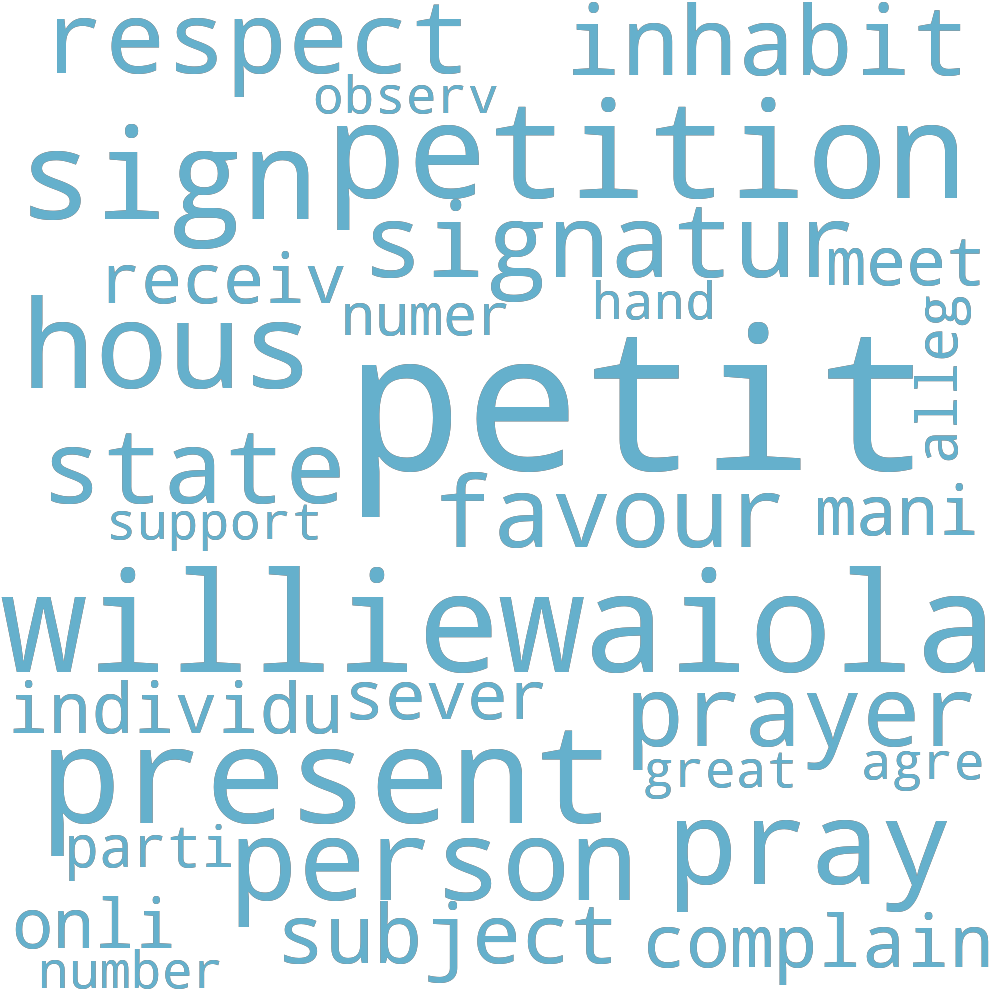 respect inhabit
observ
sign petition
signatur
receiv meet
numer hand
hous
alleg
petit
state
favour mani
support
williewaiola
individu sever prayer
present great agre
parti person pray
onli subject complain
number